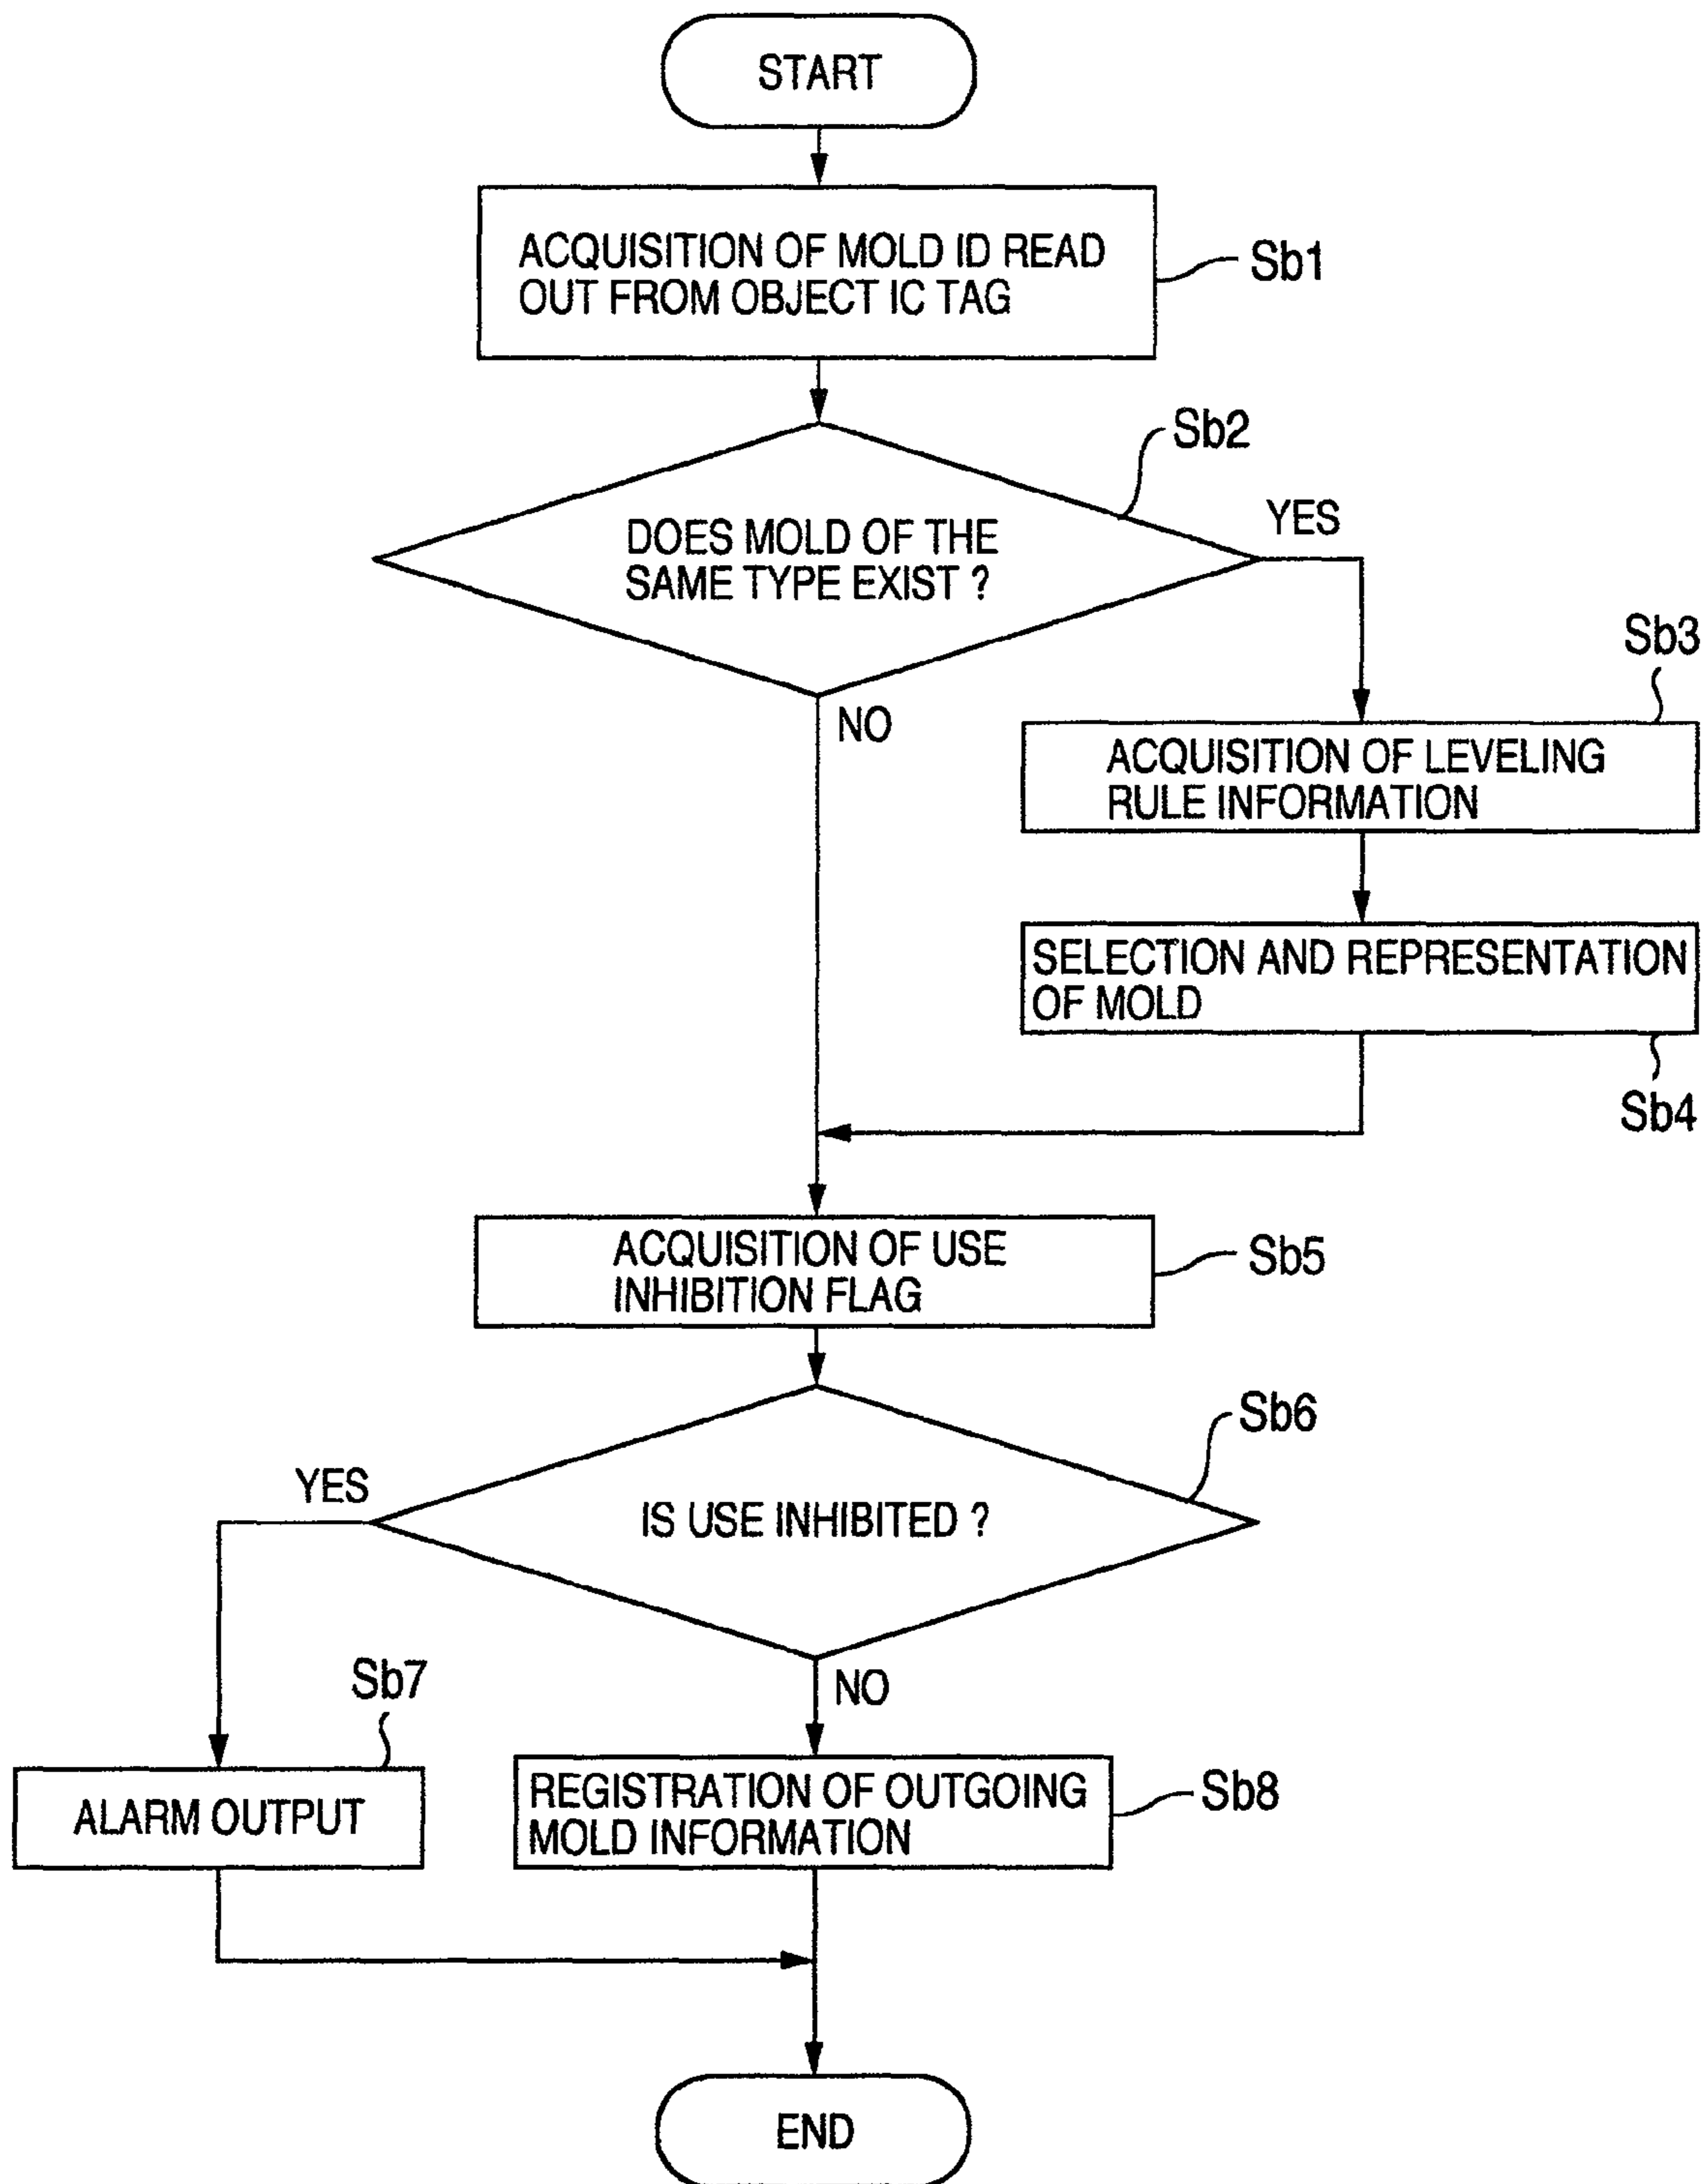 START
ACQUISITION OF MOLD ID READ
OUT FROM OBJECT IC TAG
Sb1
Sb2
DOES MOLD OF THE
SAME TYPE EXIST ?
YES
NO
Sb3
ACQUISITION OF LEVELING
RULE INFORMATION
SELECTION AND REPRESENTATION
OF MOLD
Sb4
ACQUISITION OF USE
INHIBITION FLAG
Sb5
Sb6
YES
IS USE INHIBITED ?
NO
Sb7
ALARM OUTPUT
REGISTRATION OF OUTGOING
MOLD INFORMATION
Sb8
END